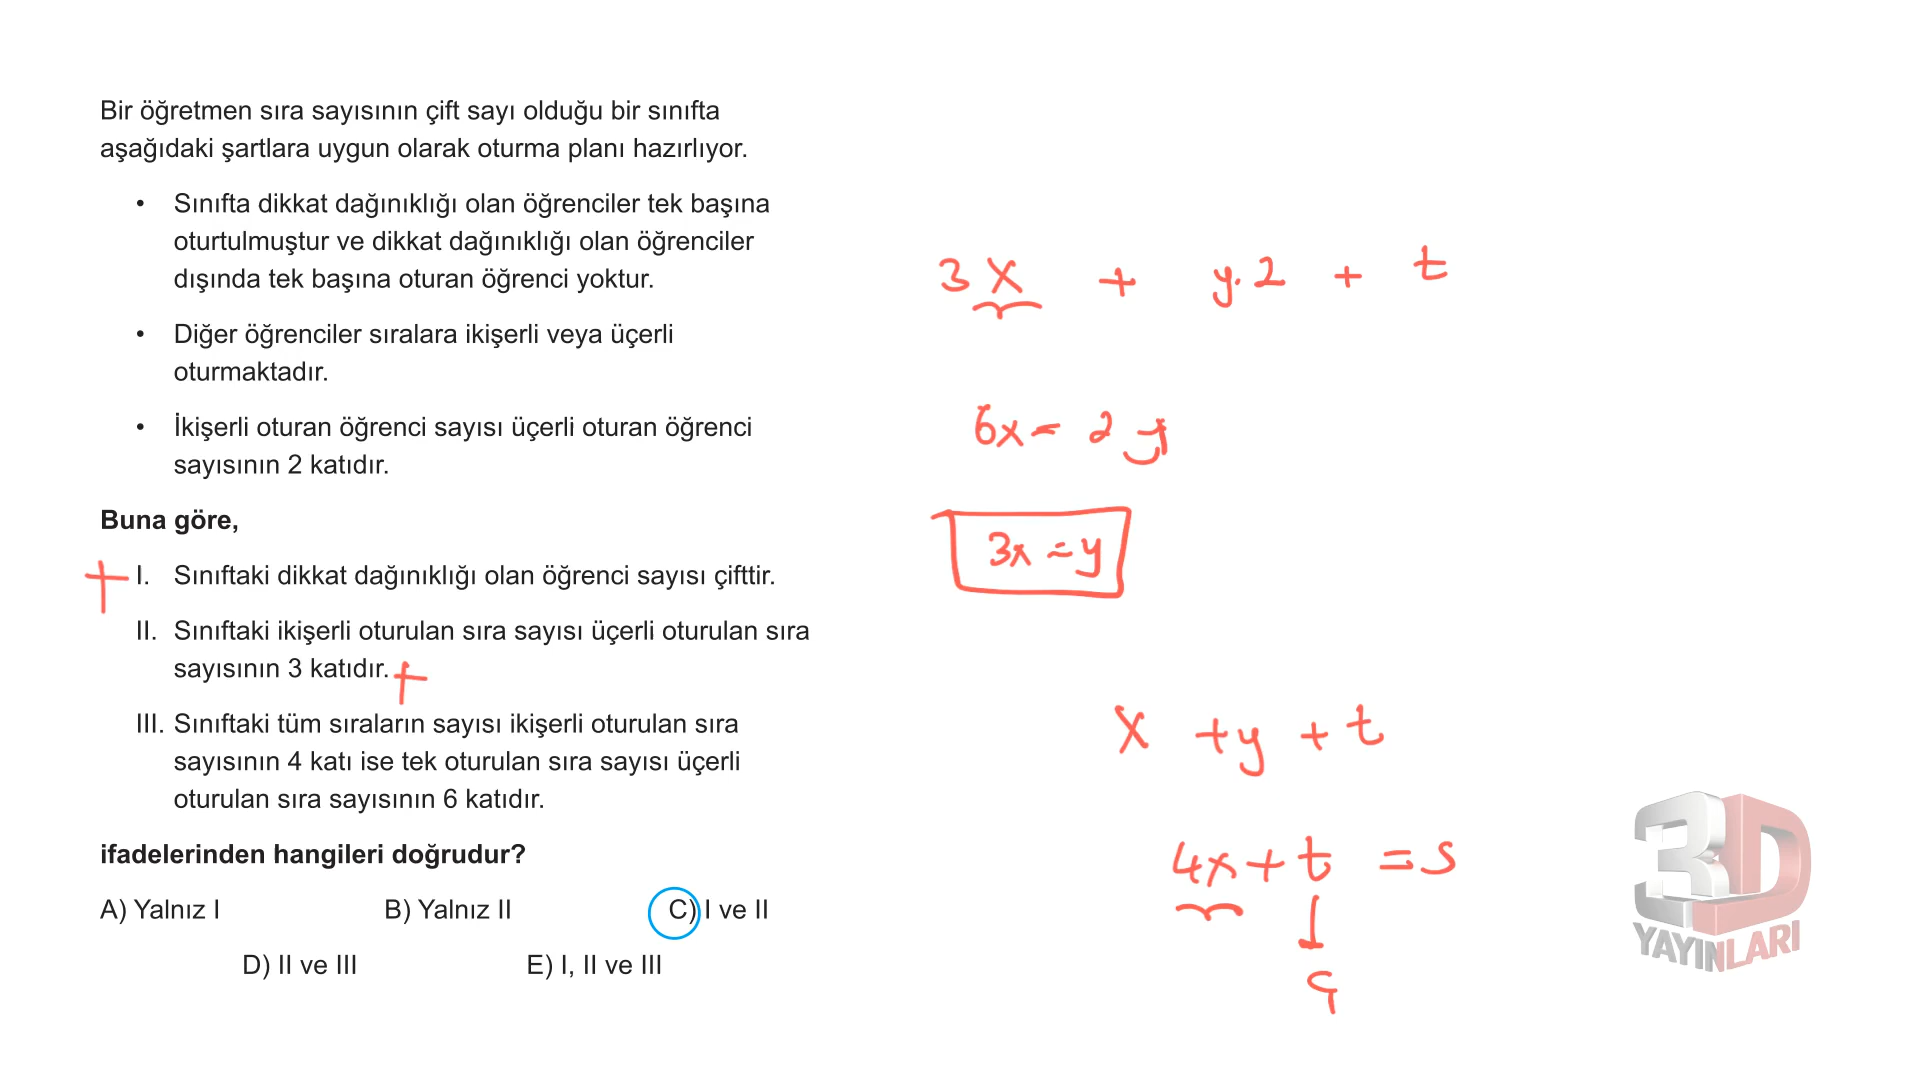 Bir öğretmen sıra sayısının çift sayı olduğu bir sınıfta
aşağıdaki şartlara uygun olarak oturma planı hazırlıyor.
• Sınıfta dikkat dağınıklığı olan öğrenciler tek başına
oturtulmuştur ve dikkat dağınıklığı olan öğrenciler
dışında tek başına oturan öğrenci yoktur.
• Diğer öğrenciler sıralara ikişerli veya üçerli
oturmaktadır.
• İkişerli oturan öğrenci sayısı üçerli oturan öğrenci
sayısının 2 katıdır.
Buna göre,
+ I. Sınıftaki dikkat dağınıklığı olan öğrenci sayısı çifttir.
II. Sınıftaki ikişerli oturulan sıra sayısı üçerli oturulan sıra
sayısının 3 katıdır. +
III. Sınıftaki tüm sıraların sayısı ikişerli oturulan sıra
sayısının 4 katı ise tek oturulan sıra sayısı üçerli
oturulan sıra sayısının 6 katıdır.
ifadelerinden hangileri doğrudur?
A) Yalnız I B) Yalnız II C) I ve II
D) II ve III E) I, II ve III
3x + y.2 + t
6x = 2y
3x = y
x + y + t
4x + t = s
ç
3D
YAYINLARI